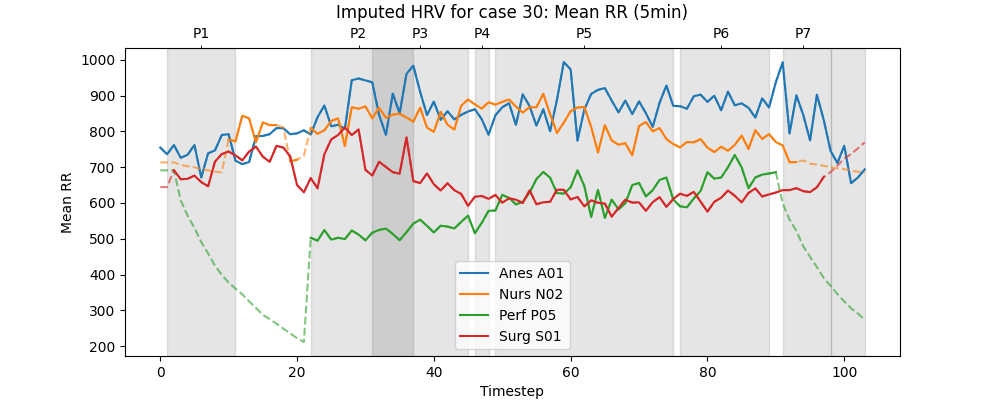 Imputed HRV for case 30: Mean RR (5min)
P1 P2 P3 P4 P5 P6 P7
1000
900
800
700
600
500
400
300
200
Mean RR
Anes A01
Nurs N02
Perf P05
Surg S01
0 20 40 60 80 100
Timestep